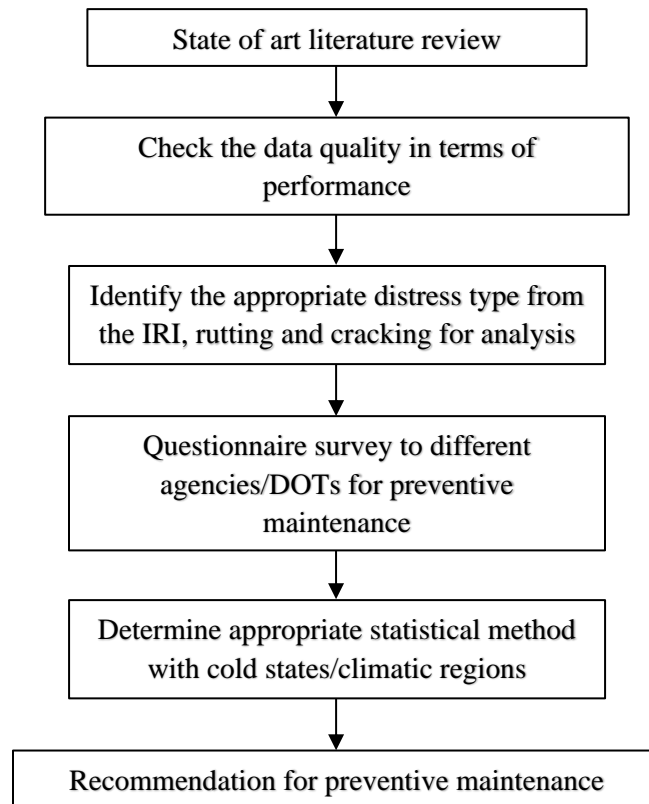 State of art literature review
Check the data quality in terms of
performance
Identify the appropriate distress type from
the IRI, rutting and cracking for analysis
Questionnaire survey to different
agencies/DOTs for preventive
maintenance
Determine appropriate statistical method
with cold states/climatic regions
Recommendation for preventive maintenance